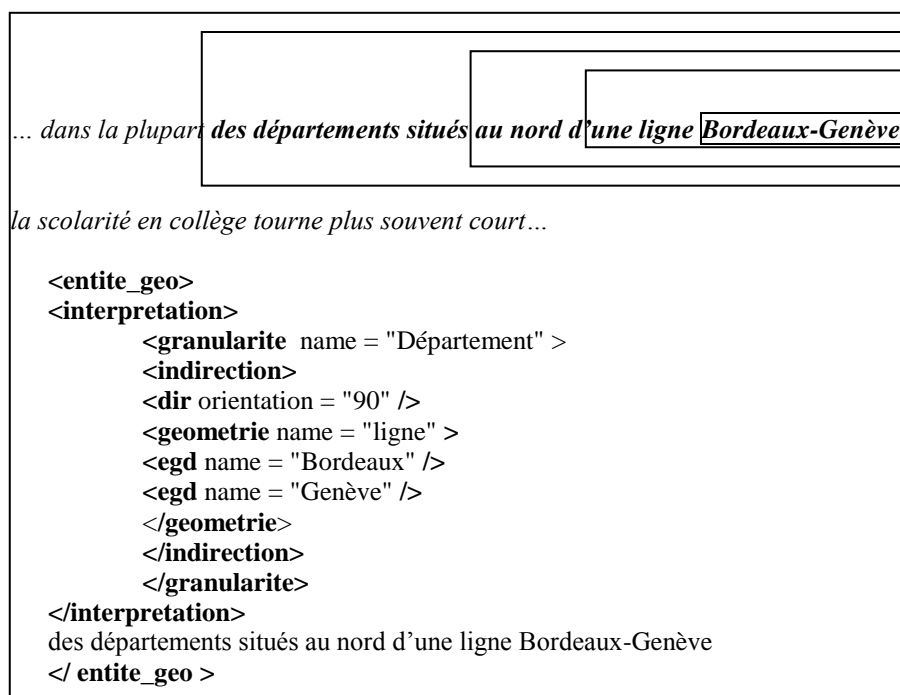 … dans la plupart des départements situés au nord d’une ligne Bordeaux-Genève
la scolarité en collège tourne plus souvent court…
<entite_geo>
<interpretation>
<granularite name = "Département" >
<indirection>
<dir orientation = "90" />
<geometrie name = "ligne" >
<egd name = "Bordeaux" />
<egd name = "Genève" />
</geometrie>
</indirection>
</granularite>
</interpretation>
des départements situés au nord d’une ligne Bordeaux-Genève
</ entite_geo >